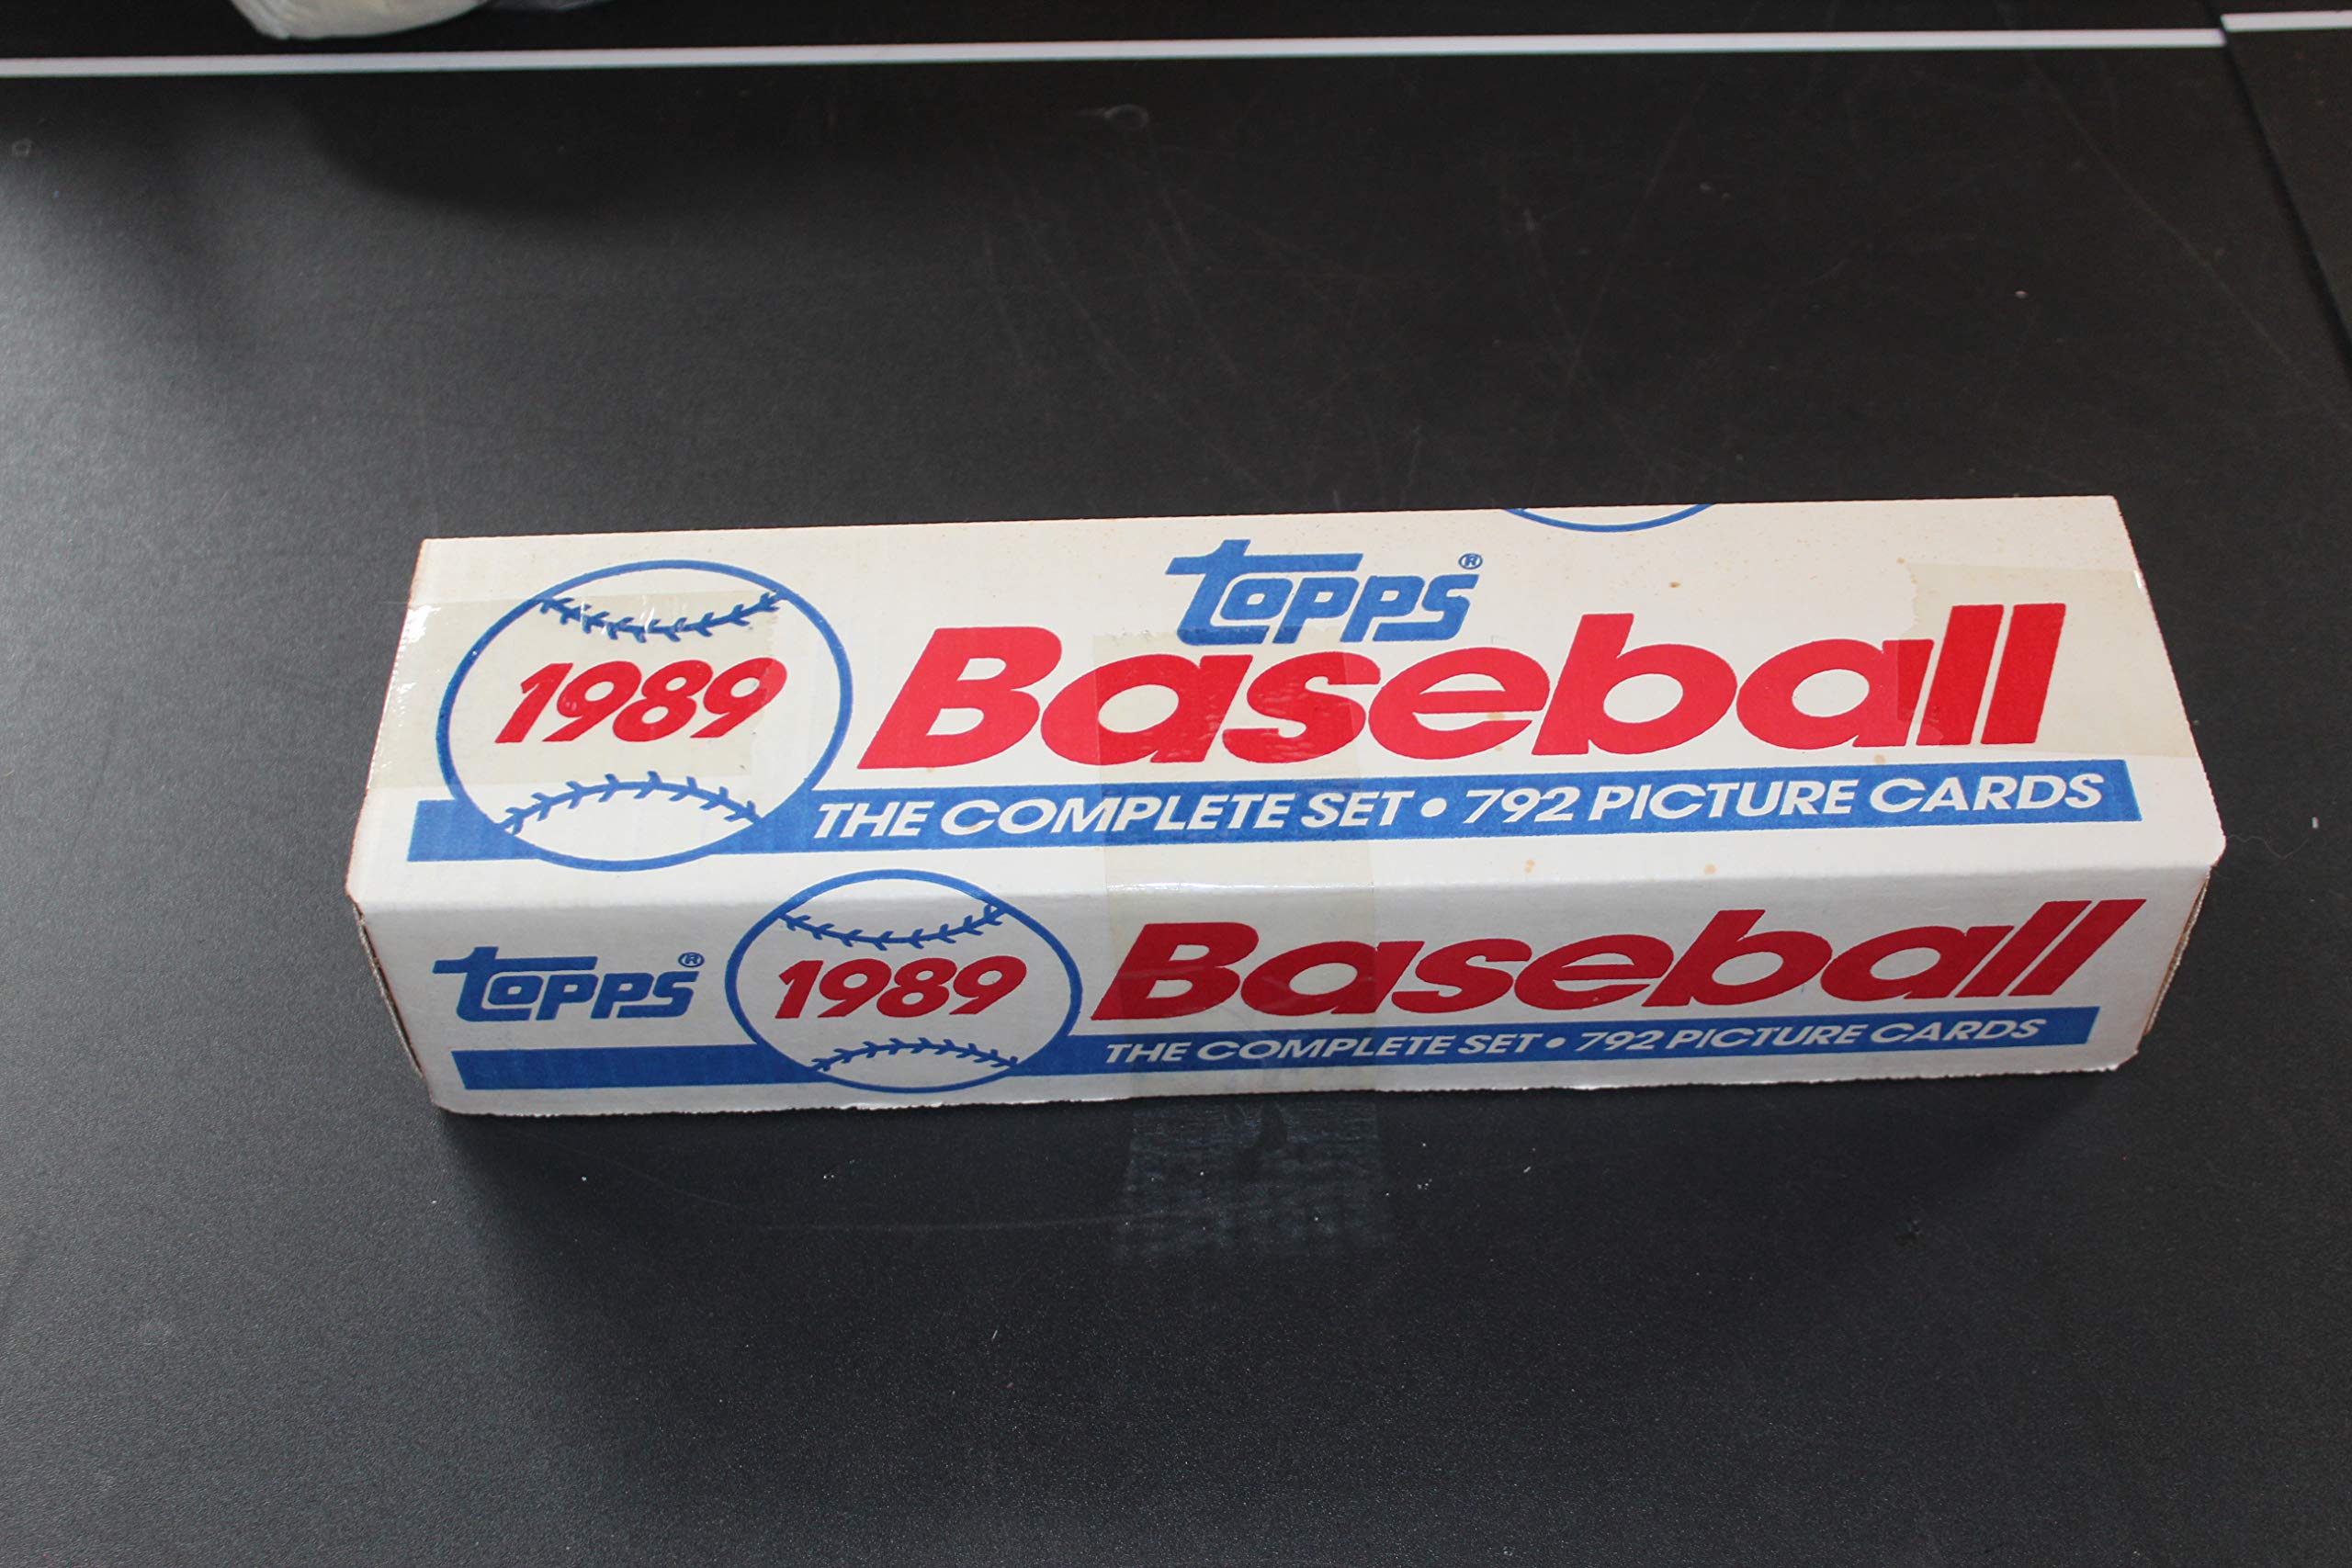 topps®
1989
Baseball
THE COMPLETE SET • 792 PICTURE CARDS
topps®
1989
Baseball
THE COMPLETE SET • 792 PICTURE CARDS